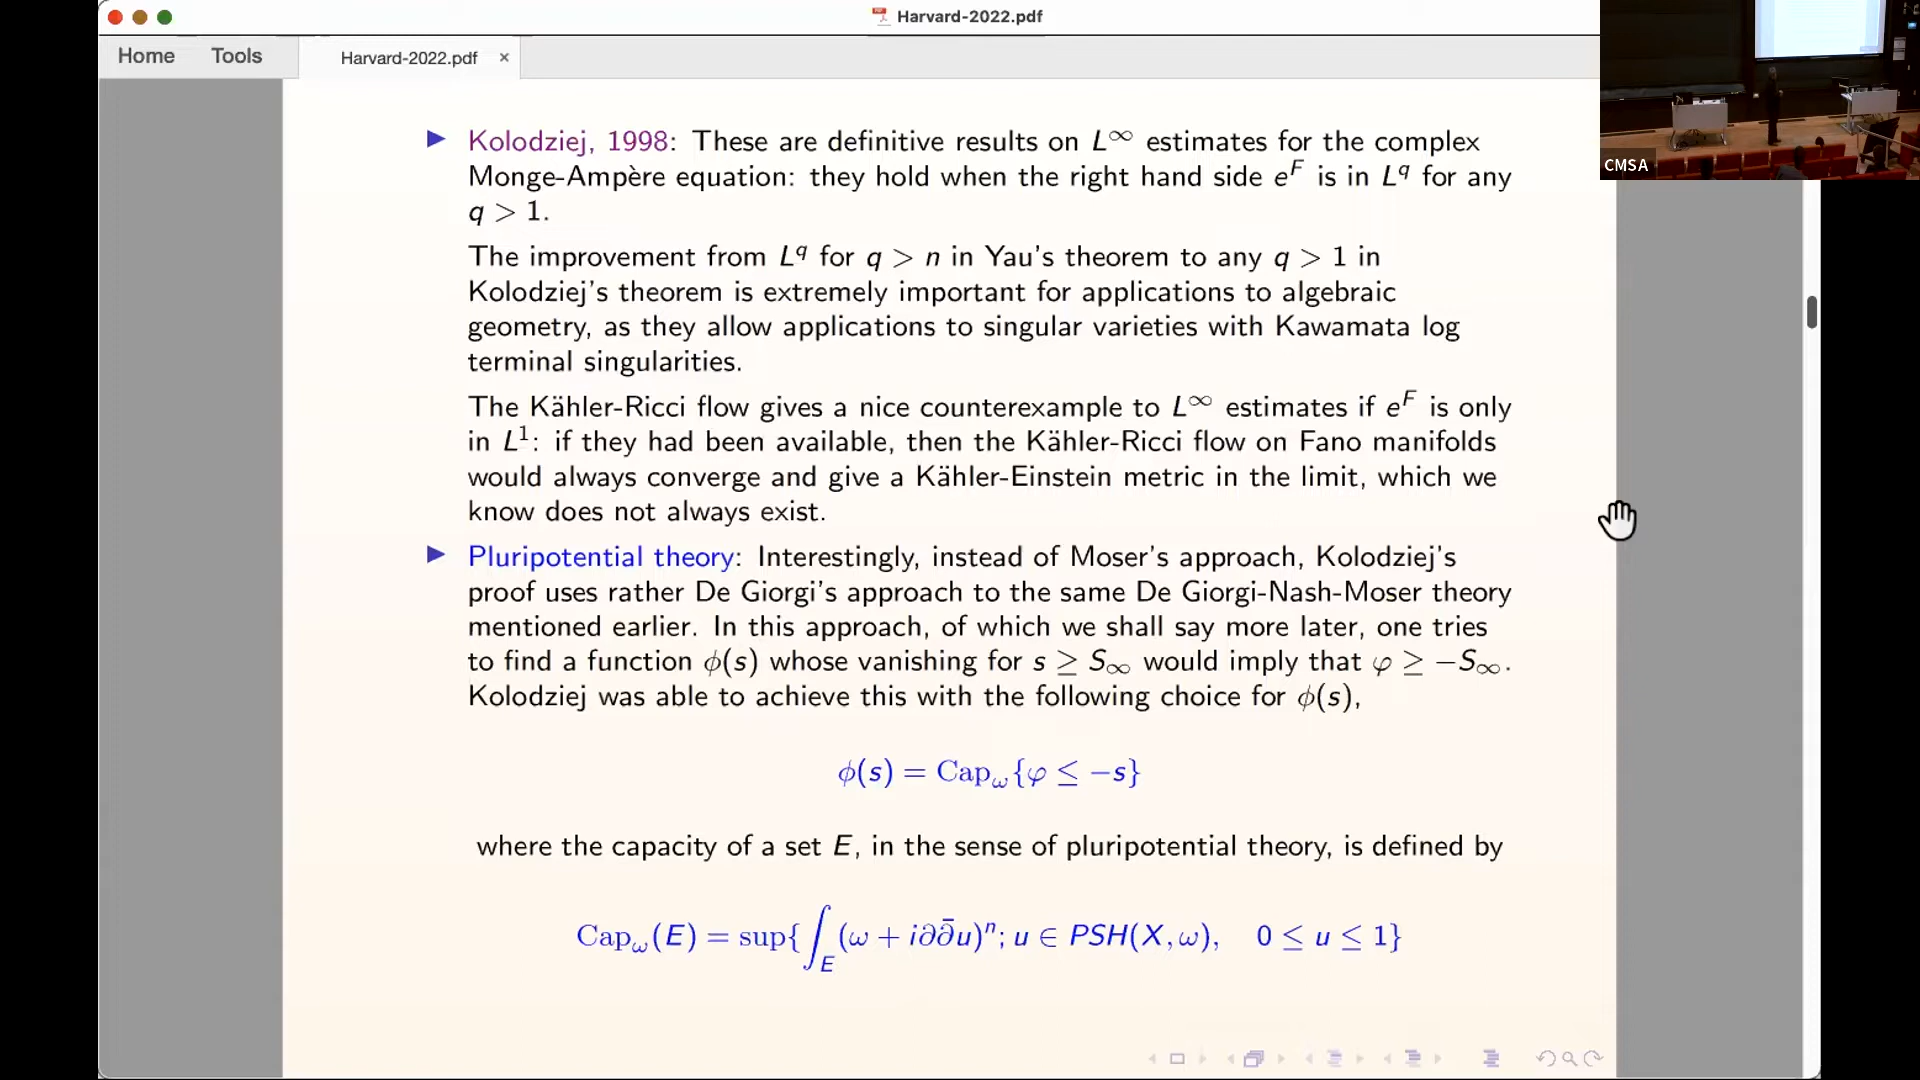 Harvard-2022.pdf
Home Tools Harvard-2022.pdf ×
CMSA
▶ Kolodziej, 1998: These are definitive results on L^∞ estimates for the complex
Monge-Ampère equation: they hold when the right hand side e^F is in L^q for any
q > 1.
The improvement from L^q for q > n in Yau's theorem to any q > 1 in
Kolodziej's theorem is extremely important for applications to algebraic
geometry, as they allow applications to singular varieties with Kawamata log
terminal singularities.
The Kähler-Ricci flow gives a nice counterexample to L^∞ estimates if e^F is only
in L^1: if they had been available, then the Kähler-Ricci flow on Fano manifolds
would always converge and give a Kähler-Einstein metric in the limit, which we
know does not always exist.
▶ Pluripotential theory: Interestingly, instead of Moser's approach, Kolodziej's
proof uses rather De Giorgi's approach to the same De Giorgi-Nash-Moser theory
mentioned earlier. In this approach, of which we shall say more later, one tries
to find a function ϕ(s) whose vanishing for s ≥ S_∞ would imply that φ ≥ −S_∞.
Kolodziej was able to achieve this with the following choice for ϕ(s),
ϕ(s) = Cap_ω{φ ≤ −s}
where the capacity of a set E, in the sense of pluripotential theory, is defined by
Cap_ω(E) = sup{∫_E (ω + i∂∂̄u)^n; u ∈ PSH(X, ω), 0 ≤ u ≤ 1}